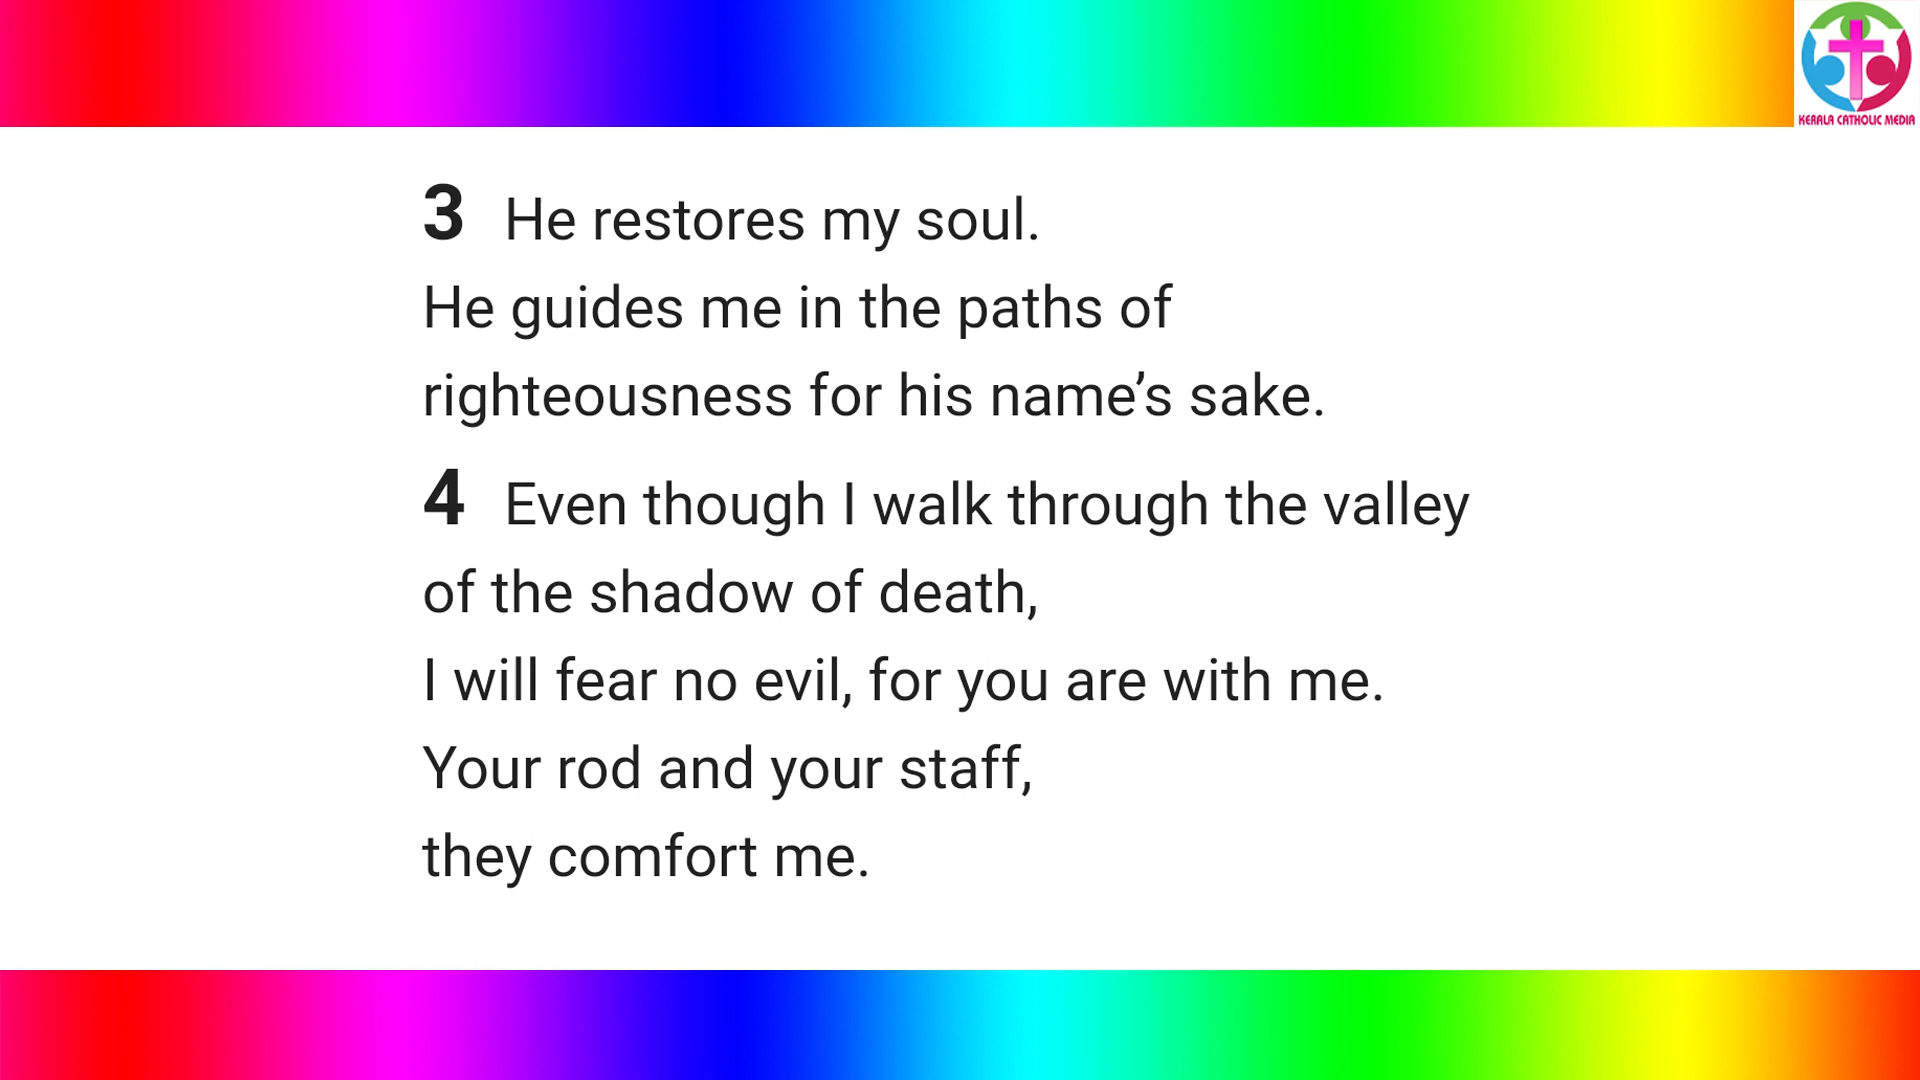 KERALA CATHOLIC MEDIA
3 He restores my soul.
He guides me in the paths of
righteousness for his name’s sake.
4 Even though I walk through the valley
of the shadow of death,
I will fear no evil, for you are with me.
Your rod and your staff,
they comfort me.